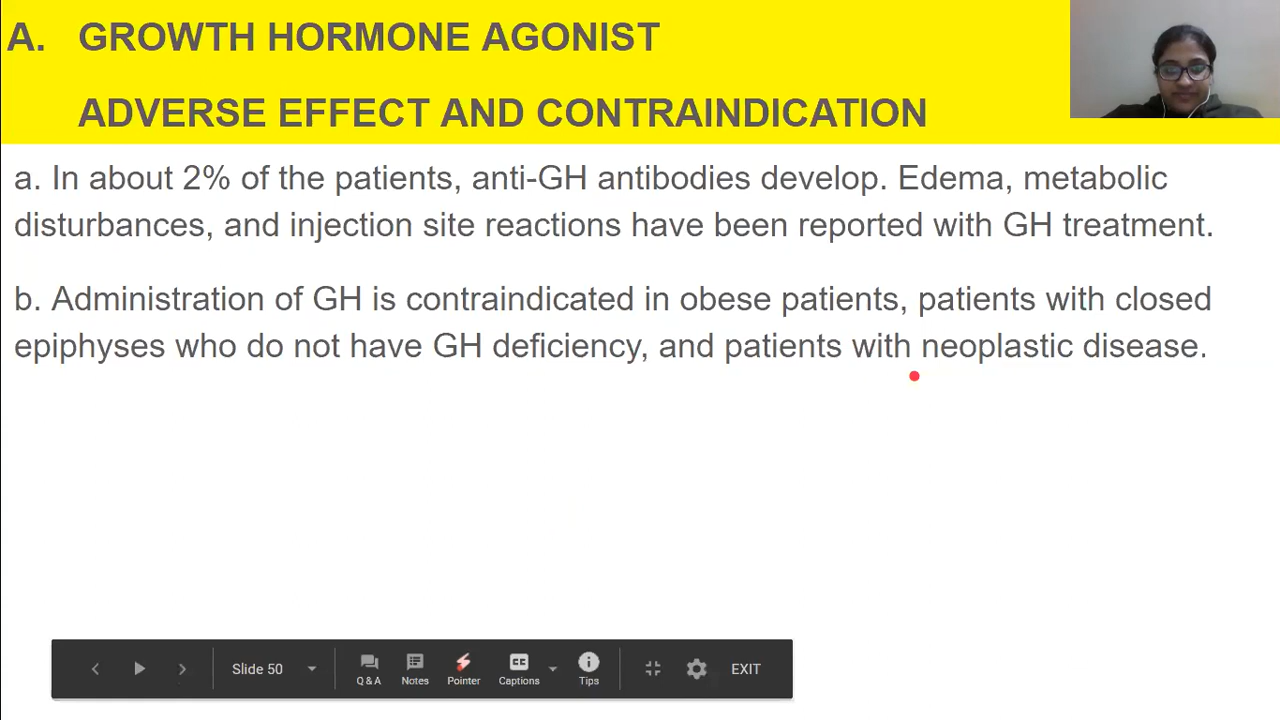 A. GROWTH HORMONE AGONIST
ADVERSE EFFECT AND CONTRAINDICATION
a. In about 2% of the patients, anti-GH antibodies develop. Edema, metabolic
disturbances, and injection site reactions have been reported with GH treatment.
b. Administration of GH is contraindicated in obese patients, patients with closed
epiphyses who do not have GH deficiency, and patients with neoplastic disease.
Slide 50
Q & A
Notes
Pointer
CC
Captions
Tips
EXIT